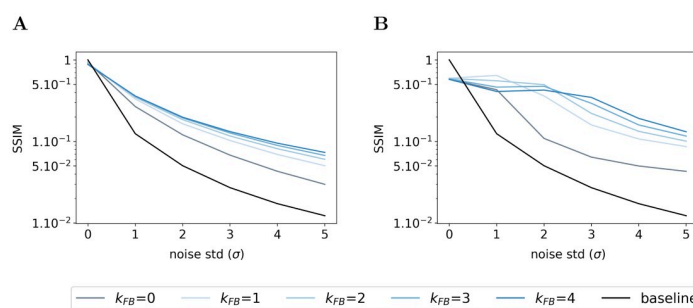 A
B
SSIM
1
5.10⁻¹
1.10⁻¹
5.10⁻²
1.10⁻²
0 1 2 3 4 5
noise std (σ)
SSIM
1
5.10⁻¹
1.10⁻¹
5.10⁻²
1.10⁻²
0 1 2 3 4 5
noise std (σ)
k_FB=0 k_FB=1 k_FB=2 k_FB=3 k_FB=4 baseline